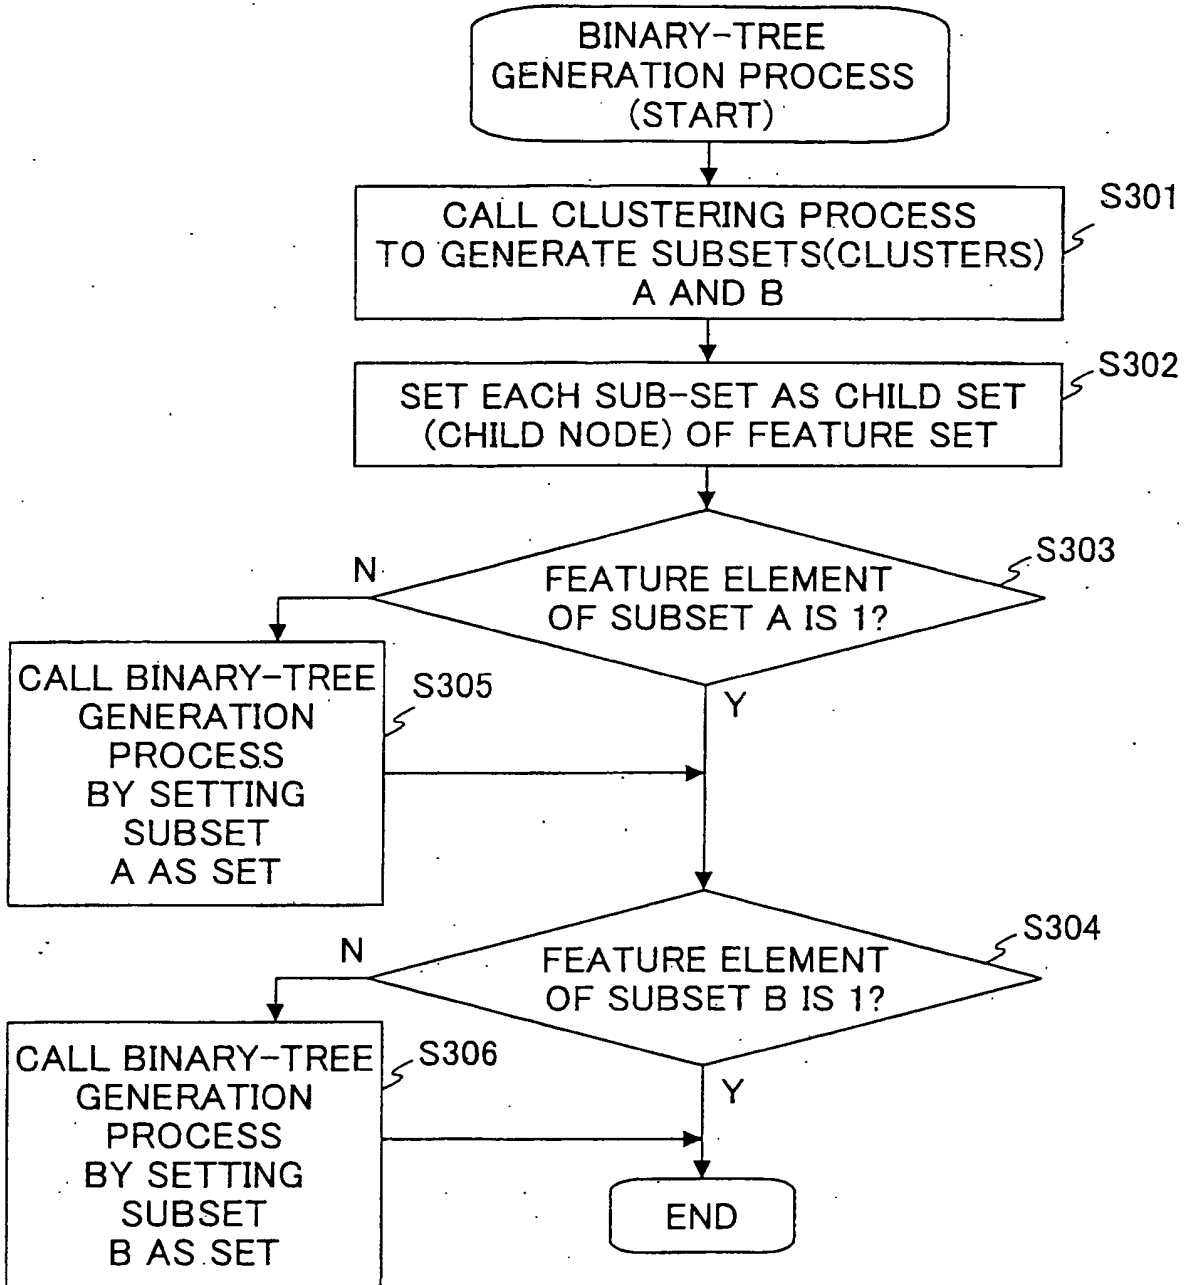 BINARY-TREE
GENERATION PROCESS
(START)
S301
CALL CLUSTERING PROCESS
TO GENERATE SUBSETS(CLUSTERS)
A AND B
S302
SET EACH SUB-SET AS CHILD SET
(CHILD NODE) OF FEATURE SET
S303
N
FEATURE ELEMENT
OF SUBSET A IS 1?
Y
S305
CALL BINARY-TREE
GENERATION
PROCESS
BY SETTING
SUBSET
A AS SET
S304
N
FEATURE ELEMENT
OF SUBSET B IS 1?
Y
S306
CALL BINARY-TREE
GENERATION
PROCESS
BY SETTING
SUBSET
B AS SET
END